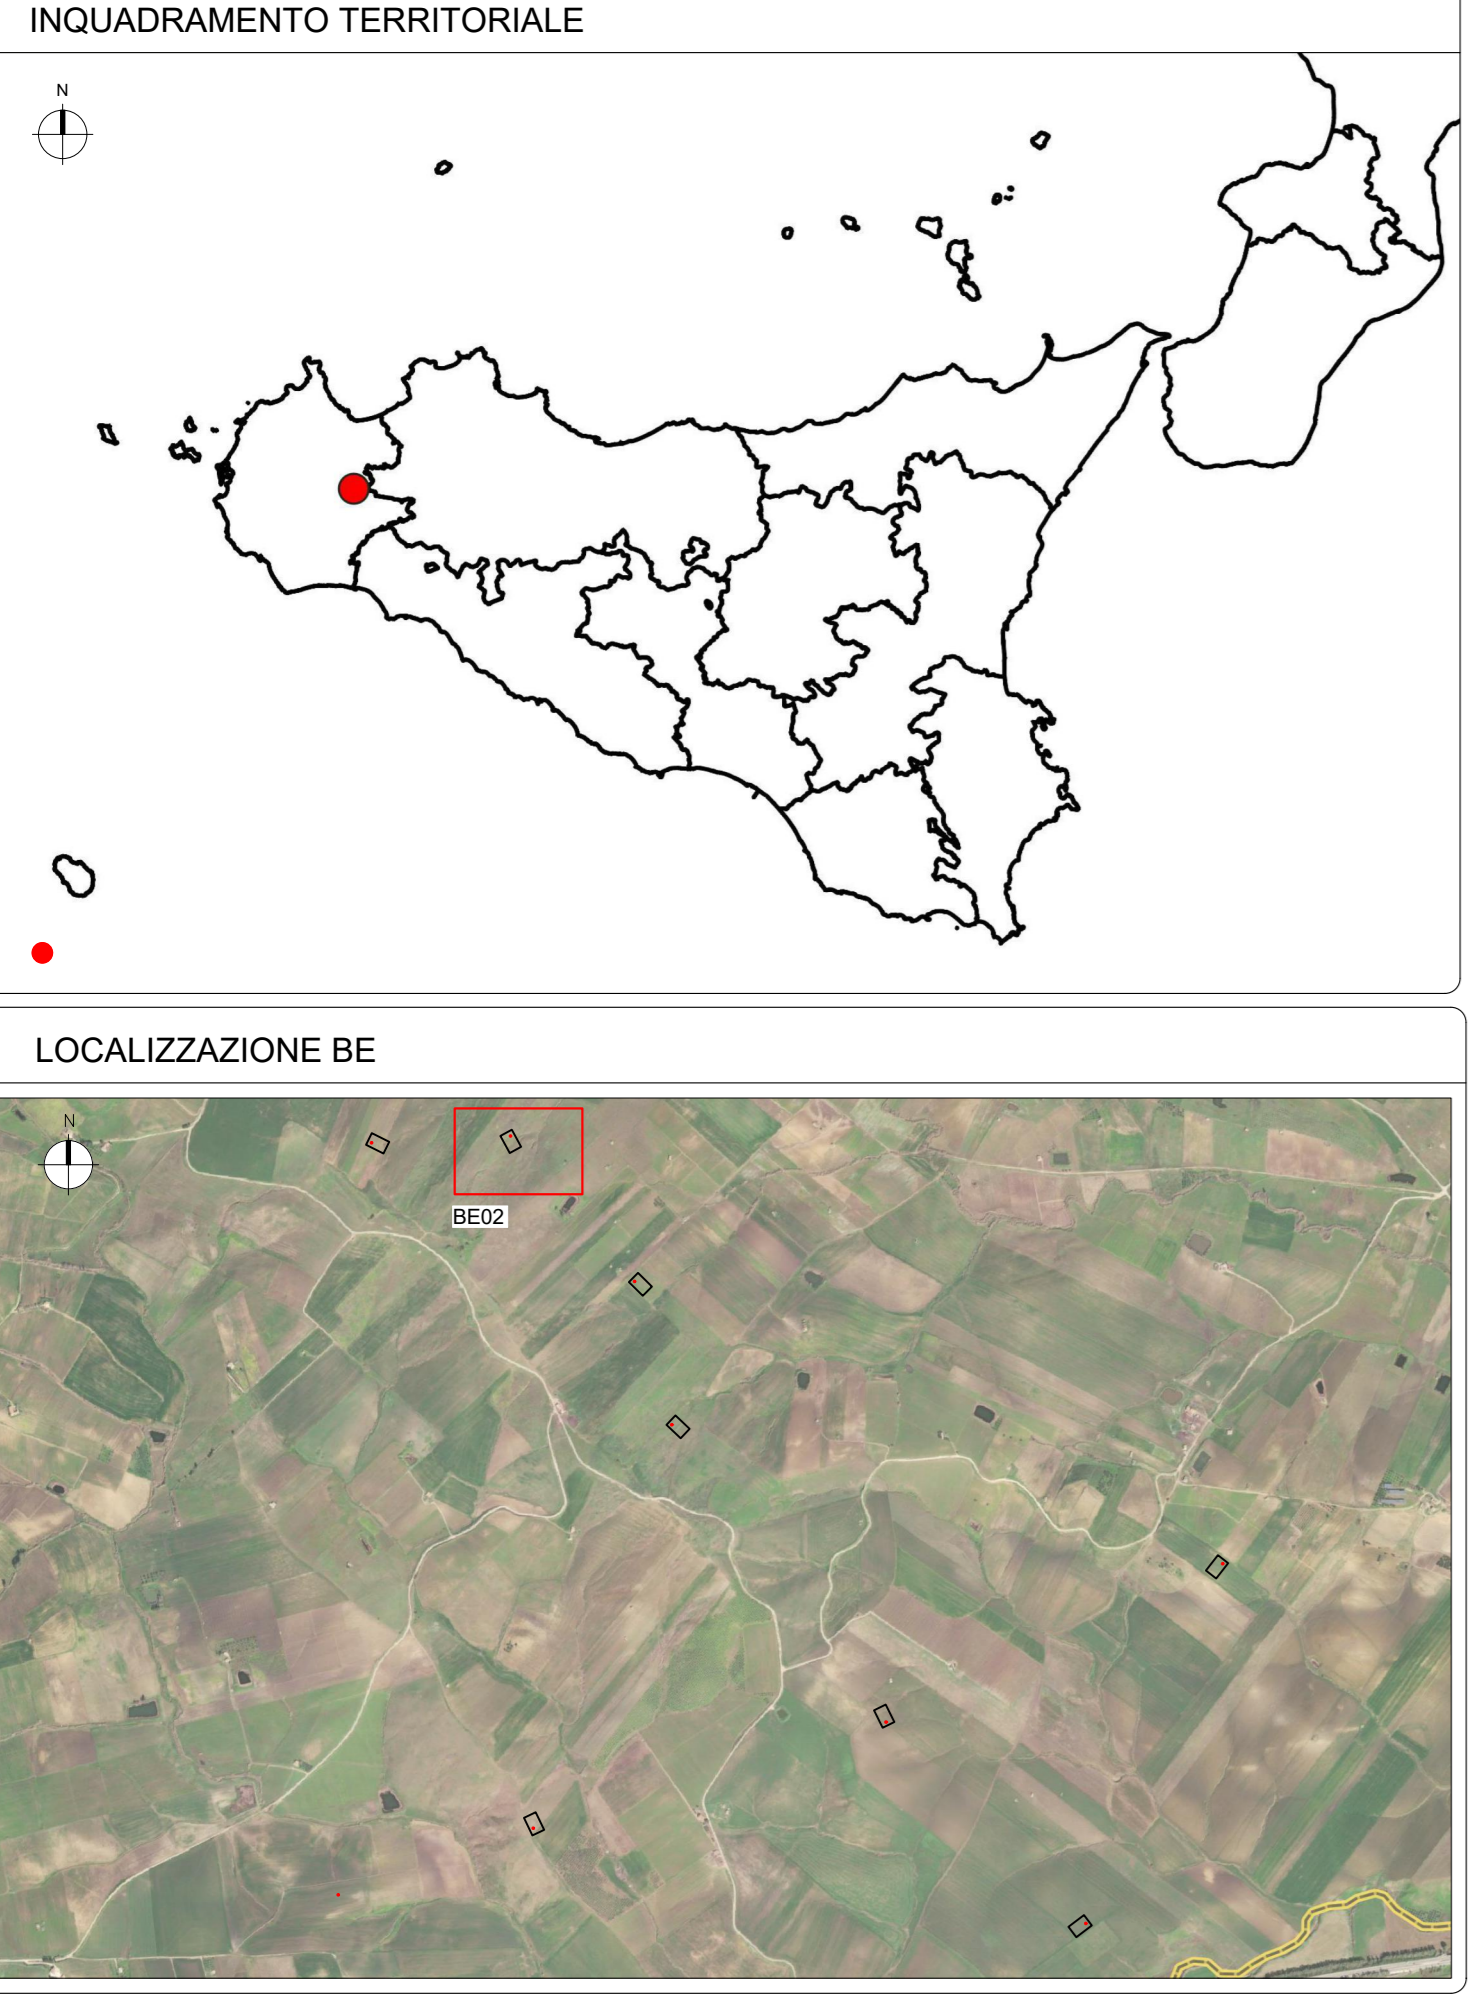 INQUADRAMENTO TERRITORIALE
N
LOCALIZZAZIONE BE
N
BE02